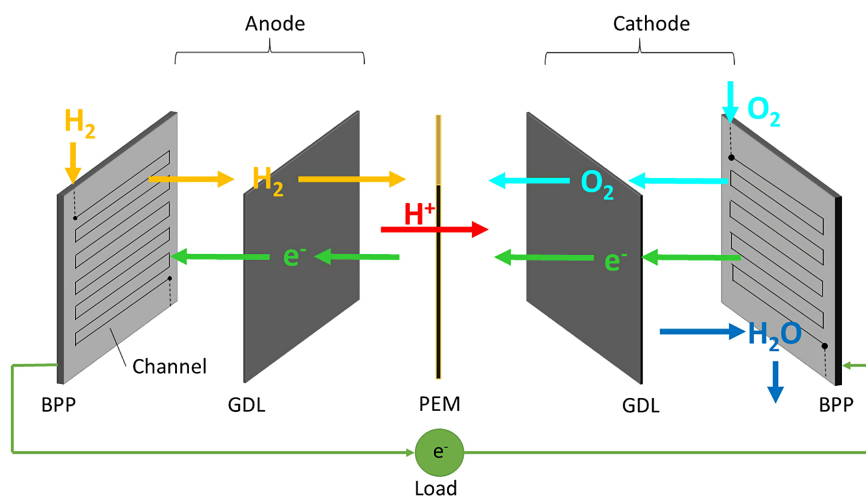 Anode
Cathode
H₂
O₂
H₂
O₂
H⁺
e⁻
e⁻
H₂O
Channel
BPP
GDL
PEM
GDL
BPP
e⁻
Load